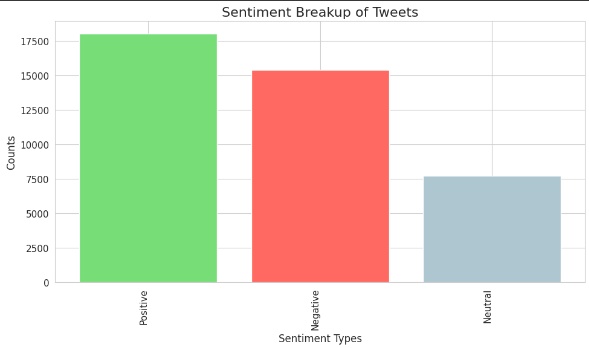 Sentiment Breakup of Tweets
17500
15000
12500
10000
7500
5000
2500
0
Counts
Positive
Negative
Neutral
Sentiment Types